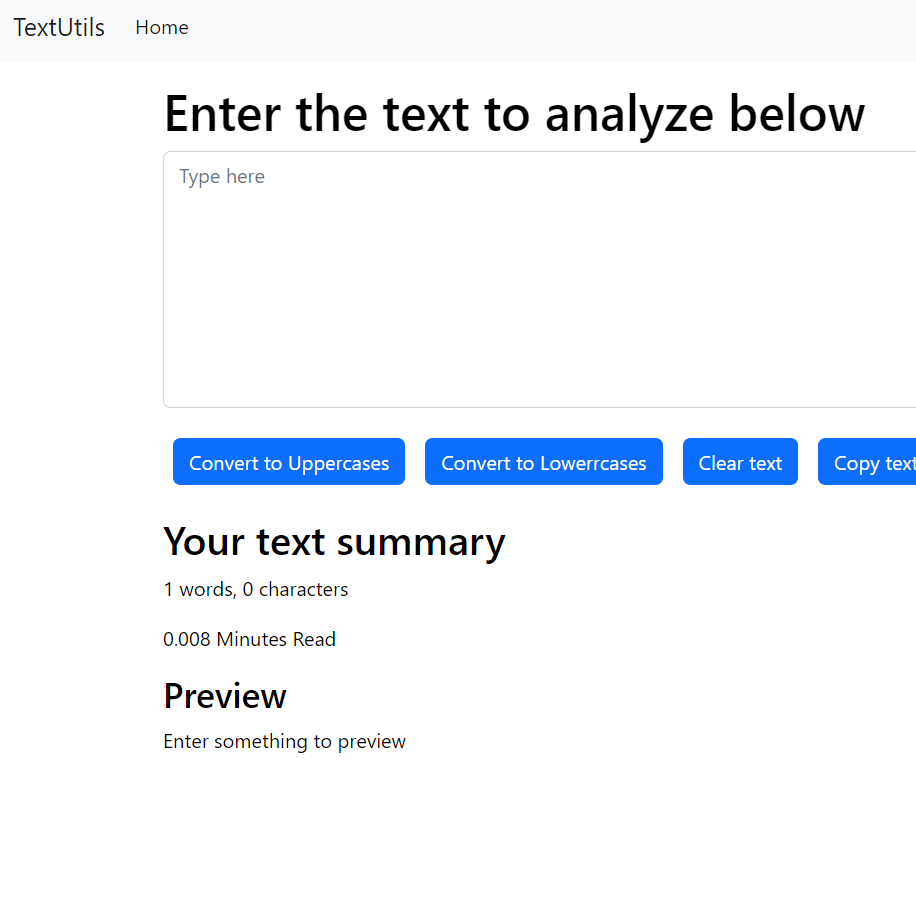 TextUtils Home
Enter the text to analyze below
Type here
Convert to Uppercases Convert to Lowerrcases Clear text Copy text
Your text summary
1 words, 0 characters
0.008 Minutes Read
Preview
Enter something to preview